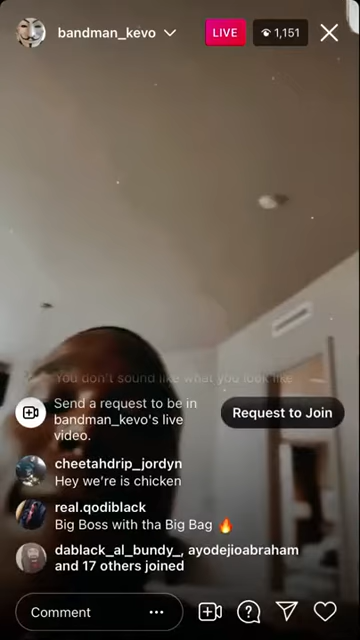 bandman_kevo
LIVE
1,151
You don't sound like what you look like
Send a request to be in
bandman_kevo's live
video.
Request to Join
cheetahdrip_jordyn
Hey we're is chicken
real.qodiblack
Big Boss with tha Big Bag 🔥
dablack_al_bundy_, ayodejioabraham
and 17 others joined
Comment